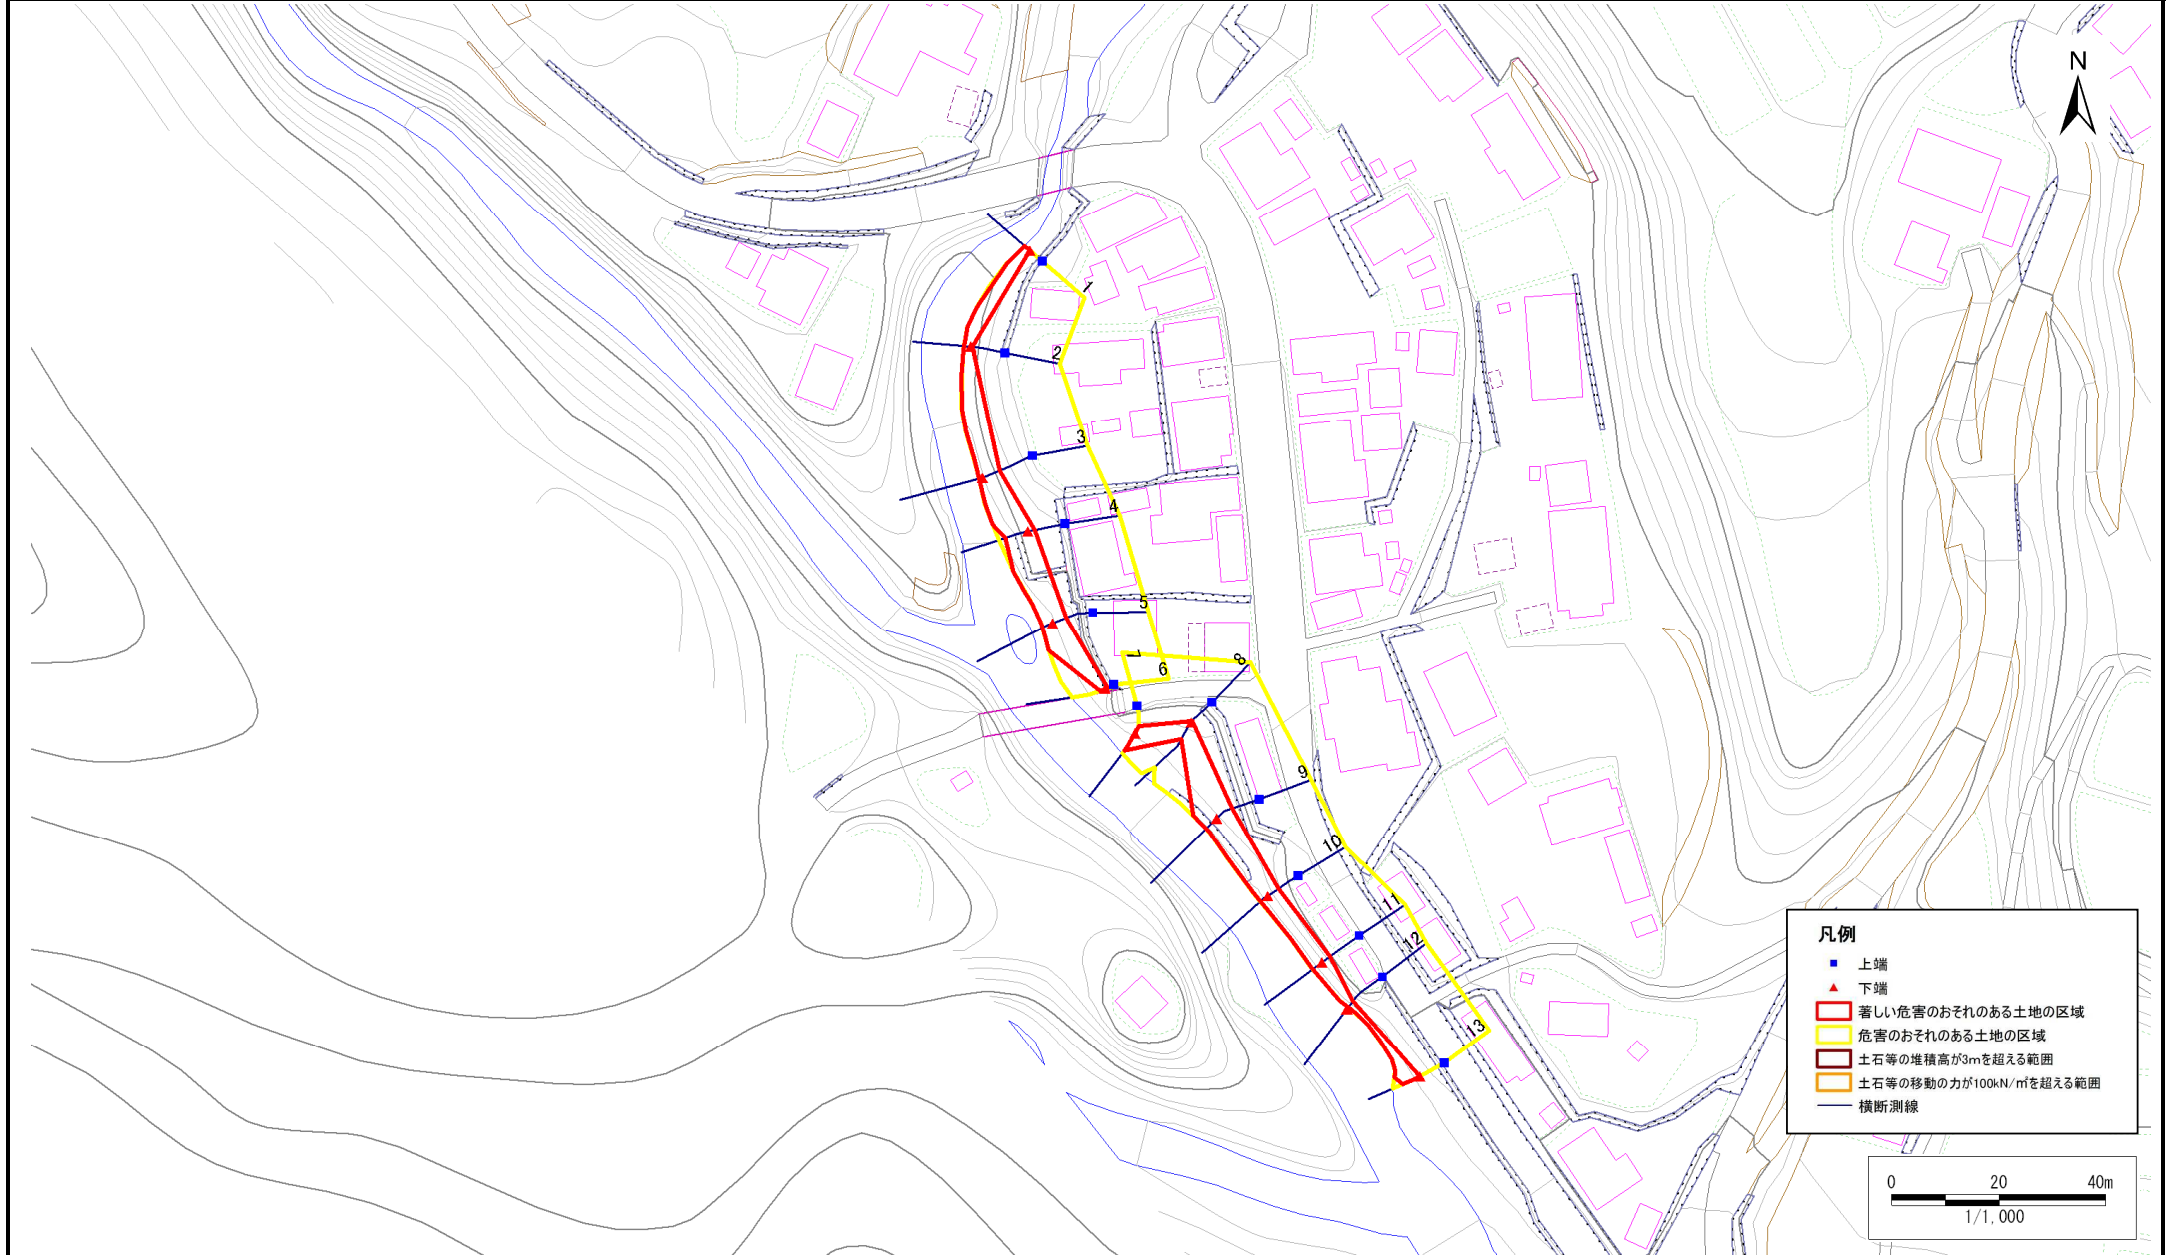 N
1
2
3
4
5
7
6
8
9
10
11
12
13
凡例
上端
下端
著しい危害のおそれのある土地の区域
危害のおそれのある土地の区域
土石等の堆積高が3mを超える範囲
土石等の移動の力が100kN/㎡を超える範囲
横断測線
0 20 40m
1/1,000